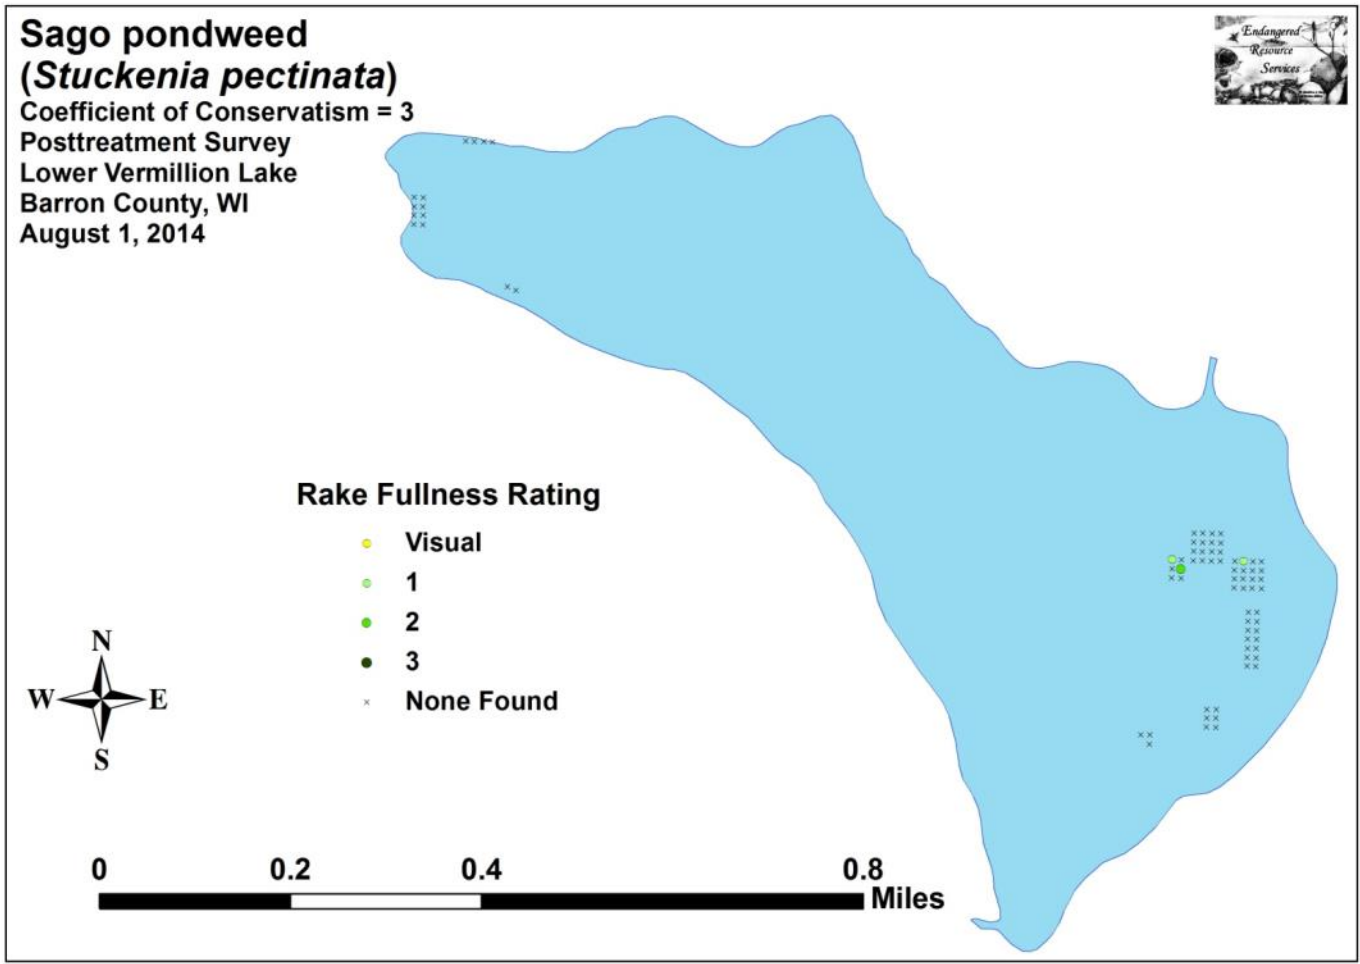 Sago pondweed
(Stuckenia pectinata)
Coefficient of Conservatism = 3
Posttreatment Survey
Lower Vermillion Lake
Barron County, WI
August 1, 2014
Endangered
Resource
Services
Rake Fullness Rating
Visual
1
2
3
None Found
N
W E
S
0 0.2 0.4 0.8
Miles